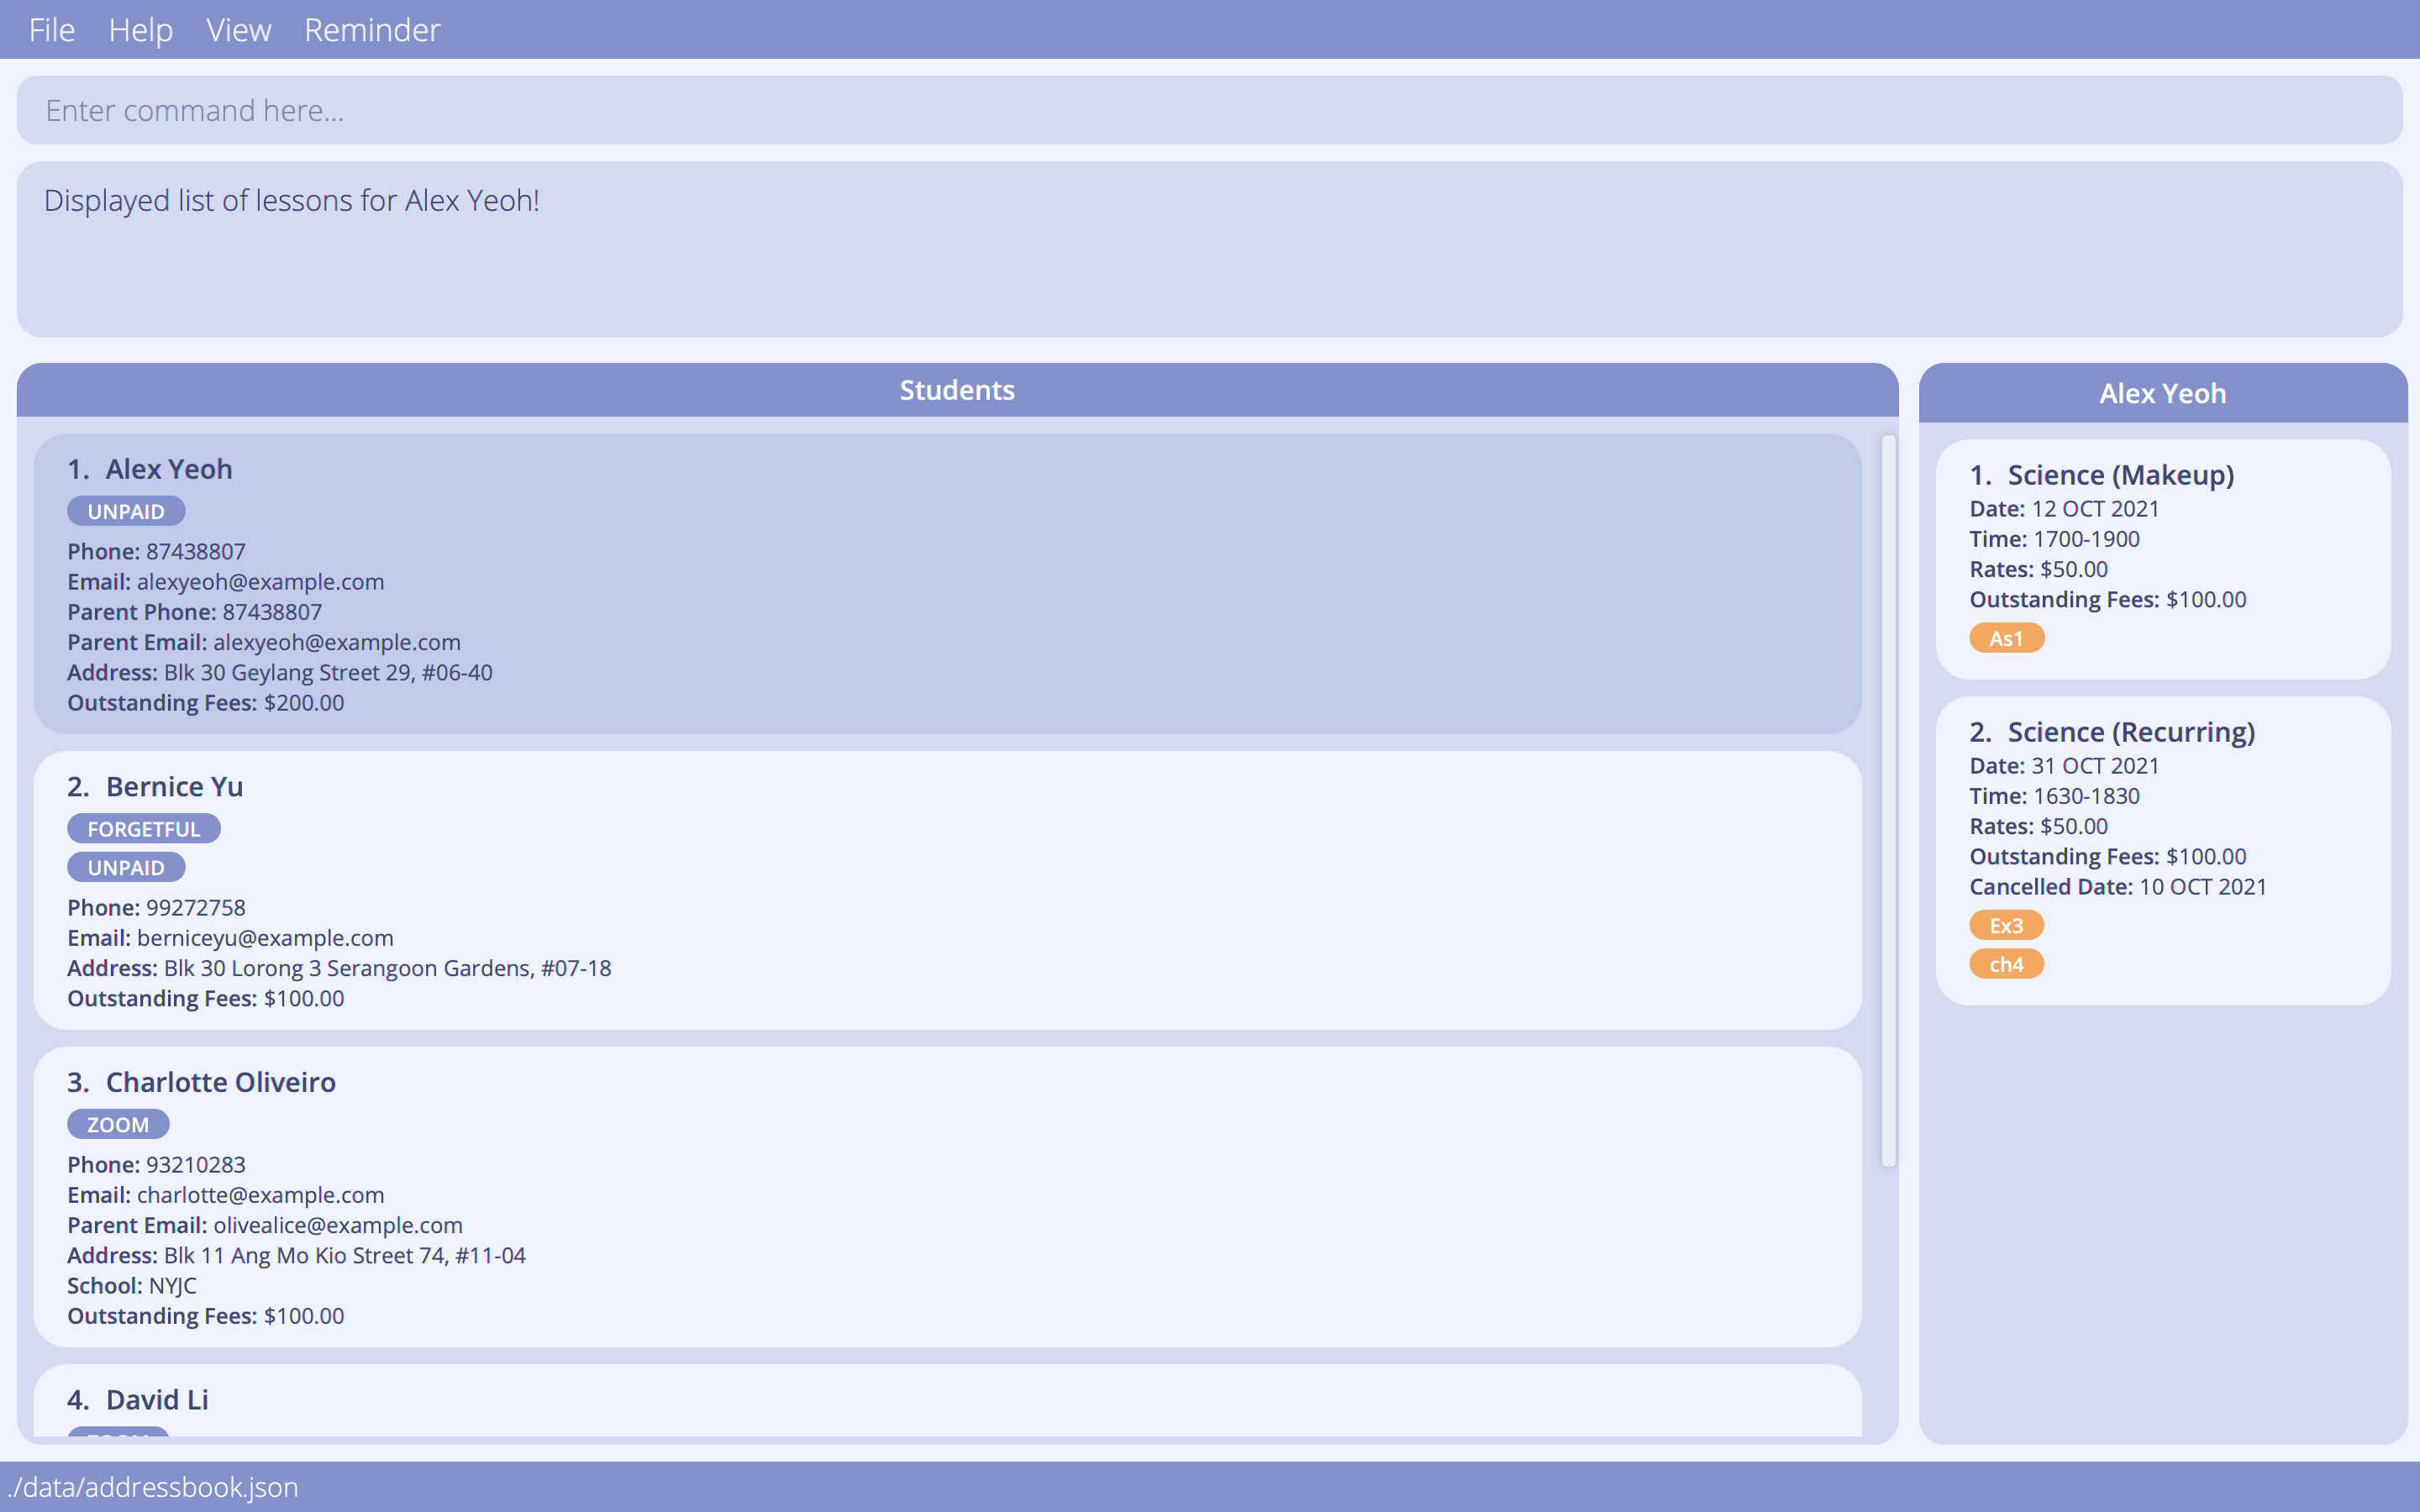 File Help View Reminder
Enter command here...
Displayed list of lessons for Alex Yeoh!
Students
1. Alex Yeoh
UNPAID
Phone: 87438807
Email: alexyeoh@example.com
Parent Phone: 87438807
Parent Email: alexyeoh@example.com
Address: Blk 30 Geylang Street 29, #06-40
Outstanding Fees: $200.00
2. Bernice Yu
FORGETFUL
UNPAID
Phone: 99272758
Email: berniceyu@example.com
Address: Blk 30 Lorong 3 Serangoon Gardens, #07-18
Outstanding Fees: $100.00
3. Charlotte Oliveiro
ZOOM
Phone: 93210283
Email: charlotte@example.com
Parent Email: olivealice@example.com
Address: Blk 11 Ang Mo Kio Street 74, #11-04
School: NYJC
Outstanding Fees: $100.00
4. David Li
Alex Yeoh
1. Science (Makeup)
Date: 12 OCT 2021
Time: 1700-1900
Rates: $50.00
Outstanding Fees: $100.00
As1
2. Science (Recurring)
Date: 31 OCT 2021
Time: 1630-1830
Rates: $50.00
Outstanding Fees: $100.00
Cancelled Date: 10 OCT 2021
Ex3
ch4
./data/addressbook.json